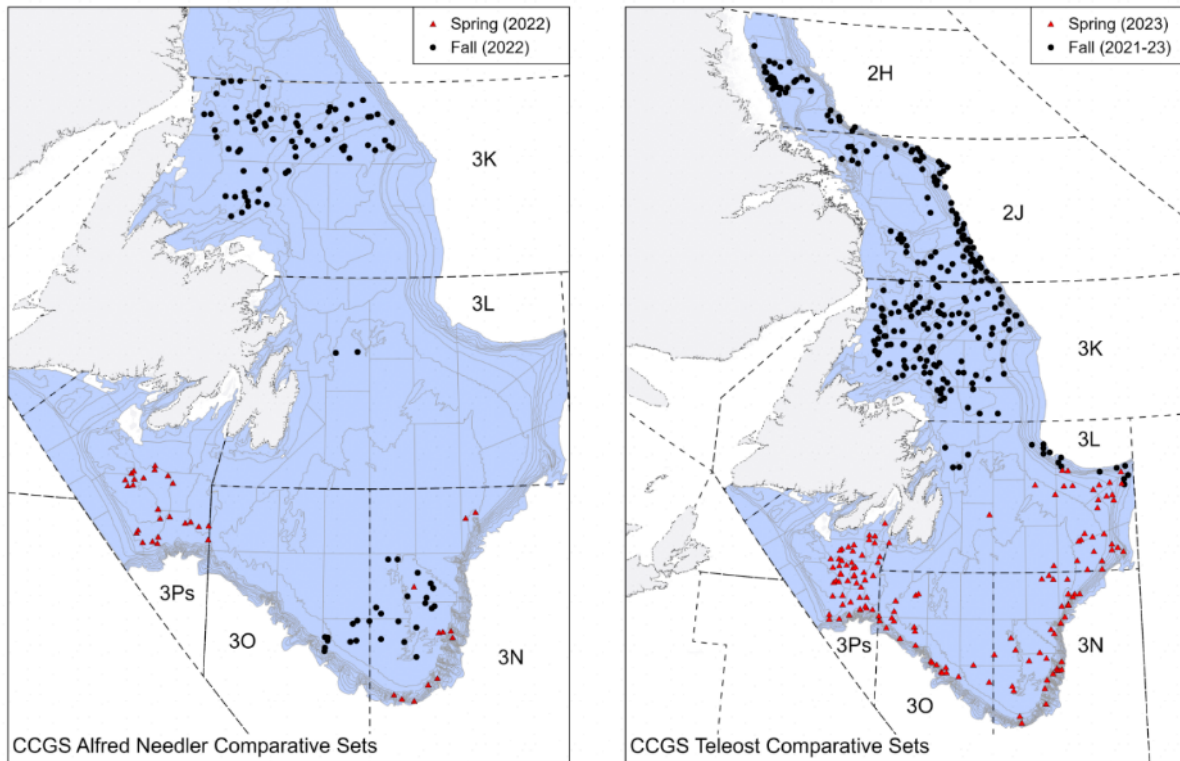 Spring (2022)
Fall (2022)
3K
3L
3Ps
3O
3N
CCGS Alfred Needler Comparative Sets
Spring (2023)
Fall (2021-23)
2H
2J
3K
3L
3Ps
3N
3O
CCGS Teleost Comparative Sets